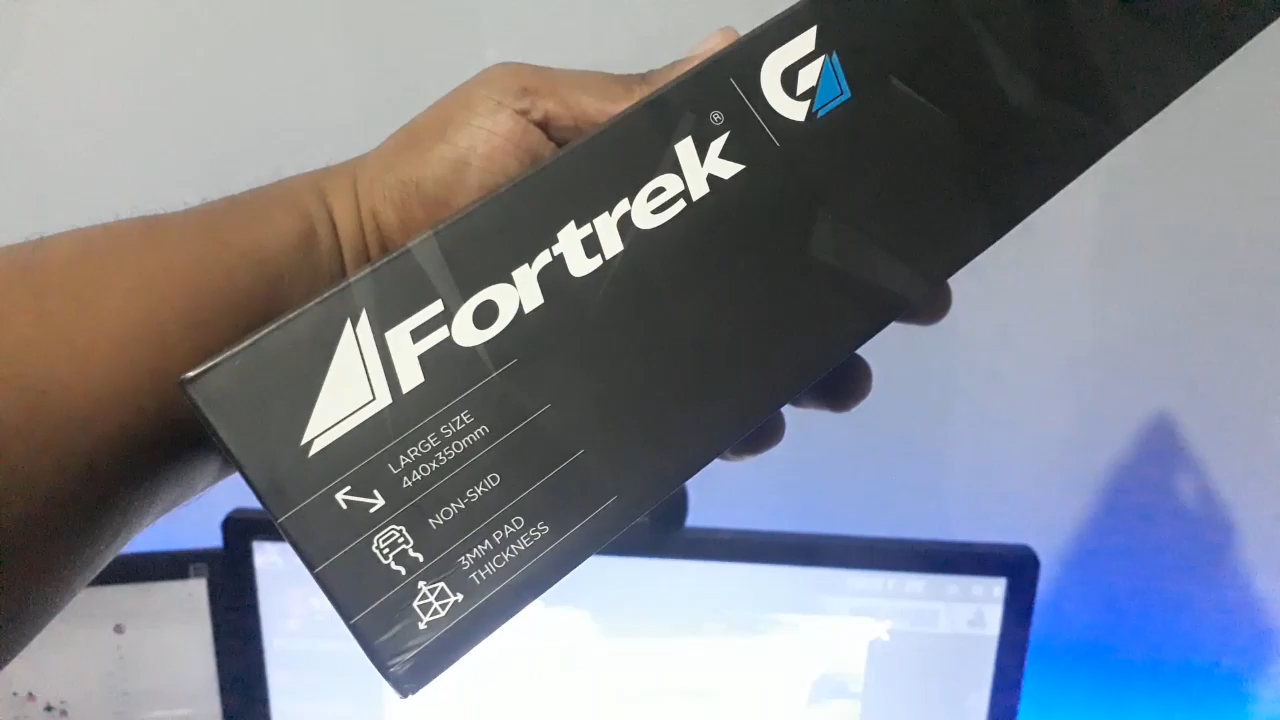 Fortrek®
LARGE SIZE
440x350mm
NON-SKID
3MM PAD
THICKNESS